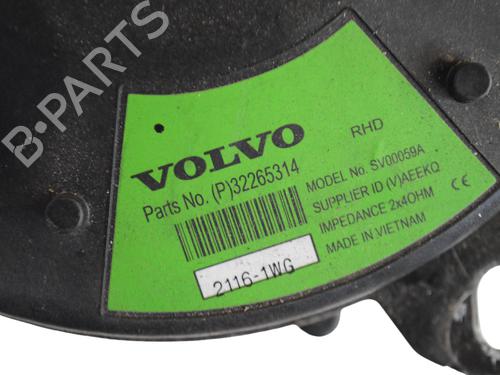 B-PARTS
VOLVO
RHD
Parts No. (P)32265314
MODEL No. SV00059A
SUPPLIER ID (V)AEEKQ
IMPEDANCE 2x4OHM
MADE IN VIETNAM
CE
2116-1WG